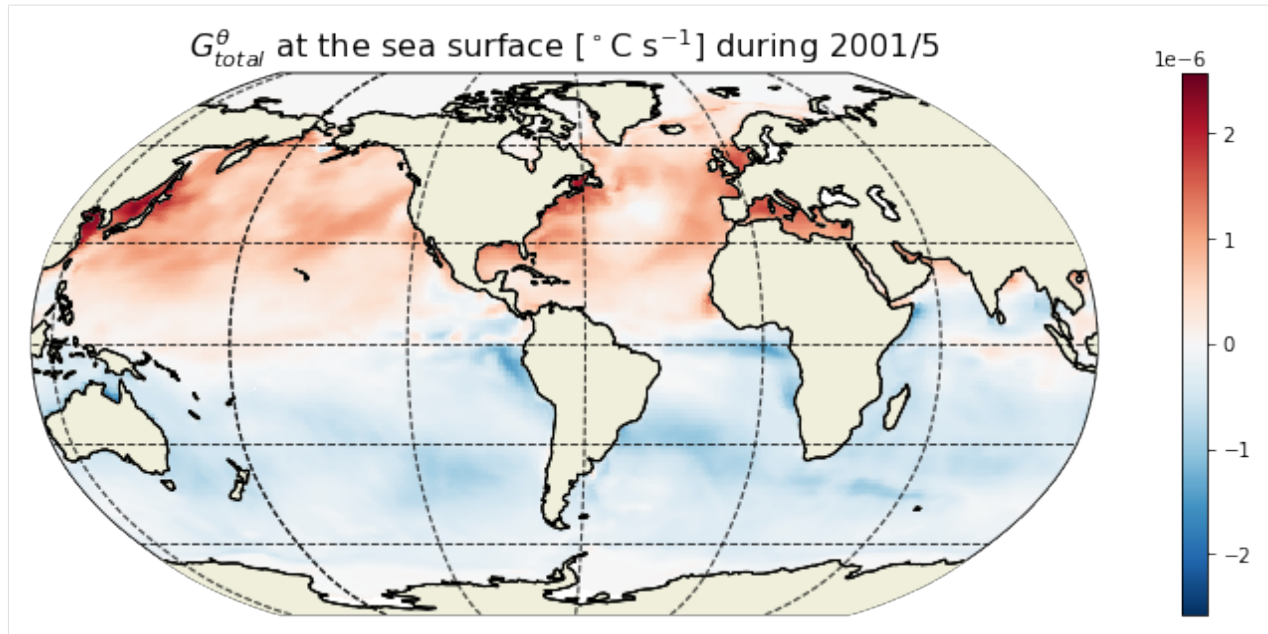 G^θ_total at the sea surface [°C s⁻¹] during 2001/5
1e−6
2
1
0
−1
−2